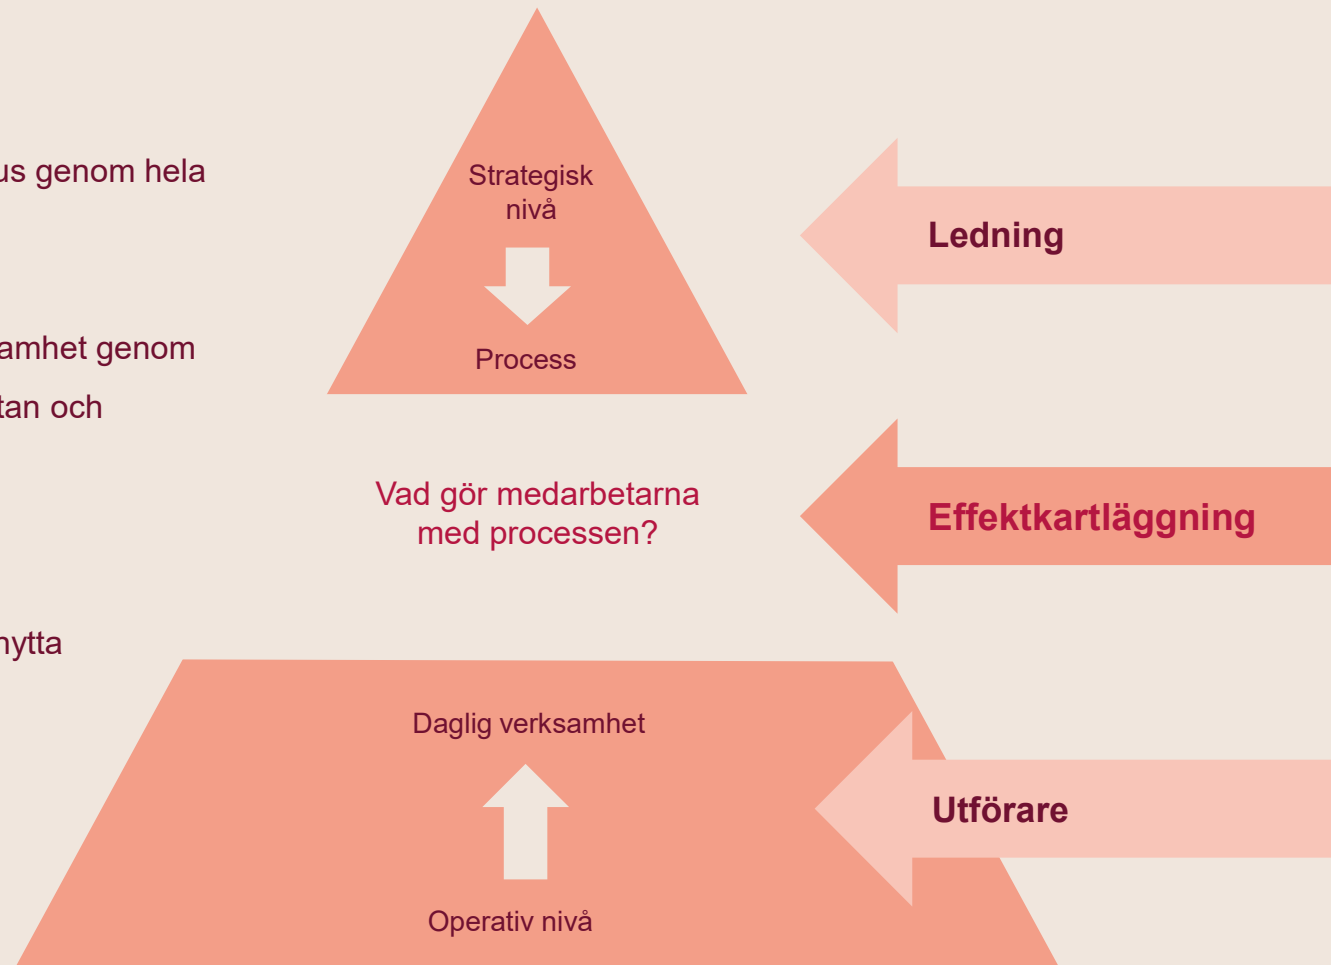 us genom hela
amhet genom
tan och
nytta
Strategisk
nivå
Process
Vad gör medarbetarna
med processen?
Daglig verksamhet
Operativ nivå
Ledning
Effektkartläggning
Utförare